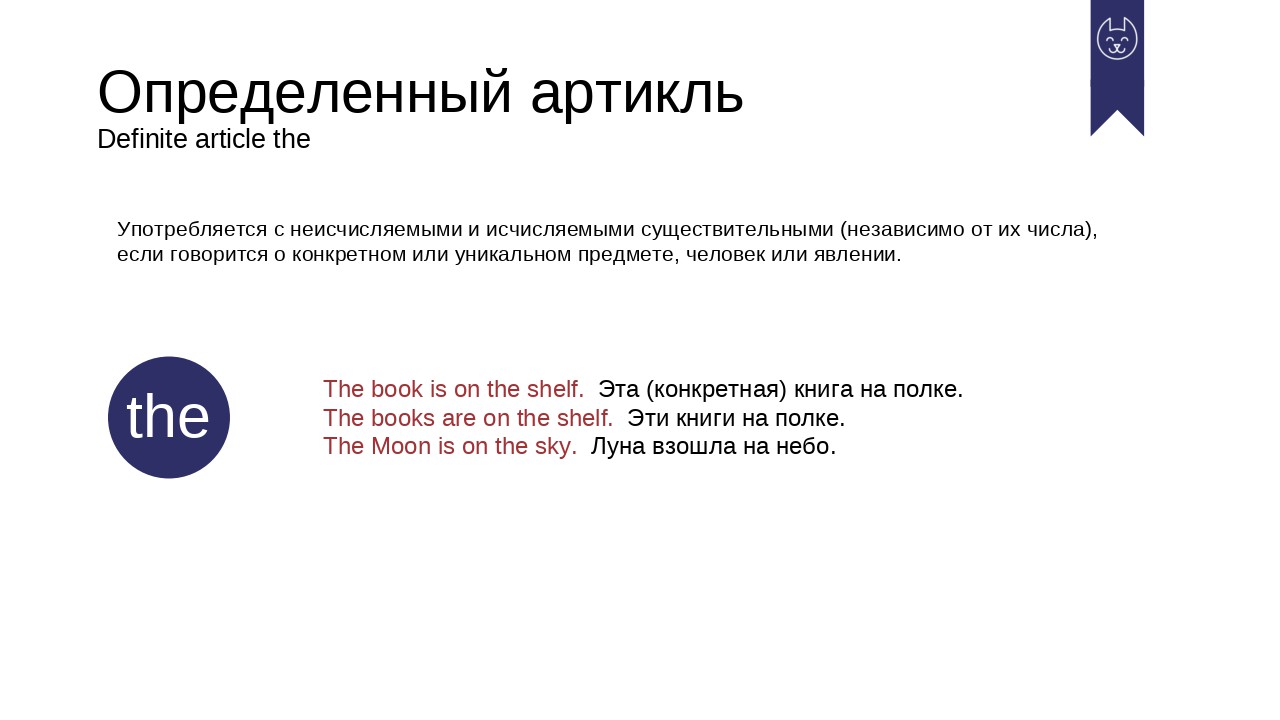 Определенный артикль
Definite article the
Употребляется с неисчисляемыми и исчисляемыми существительными (независимо от их числа),
если говорится о конкретном или уникальном предмете, человек или явлении.
the
The book is on the shelf. Эта (конкретная) книга на полке.
The books are on the shelf. Эти книги на полке.
The Moon is on the sky. Луна взошла на небо.